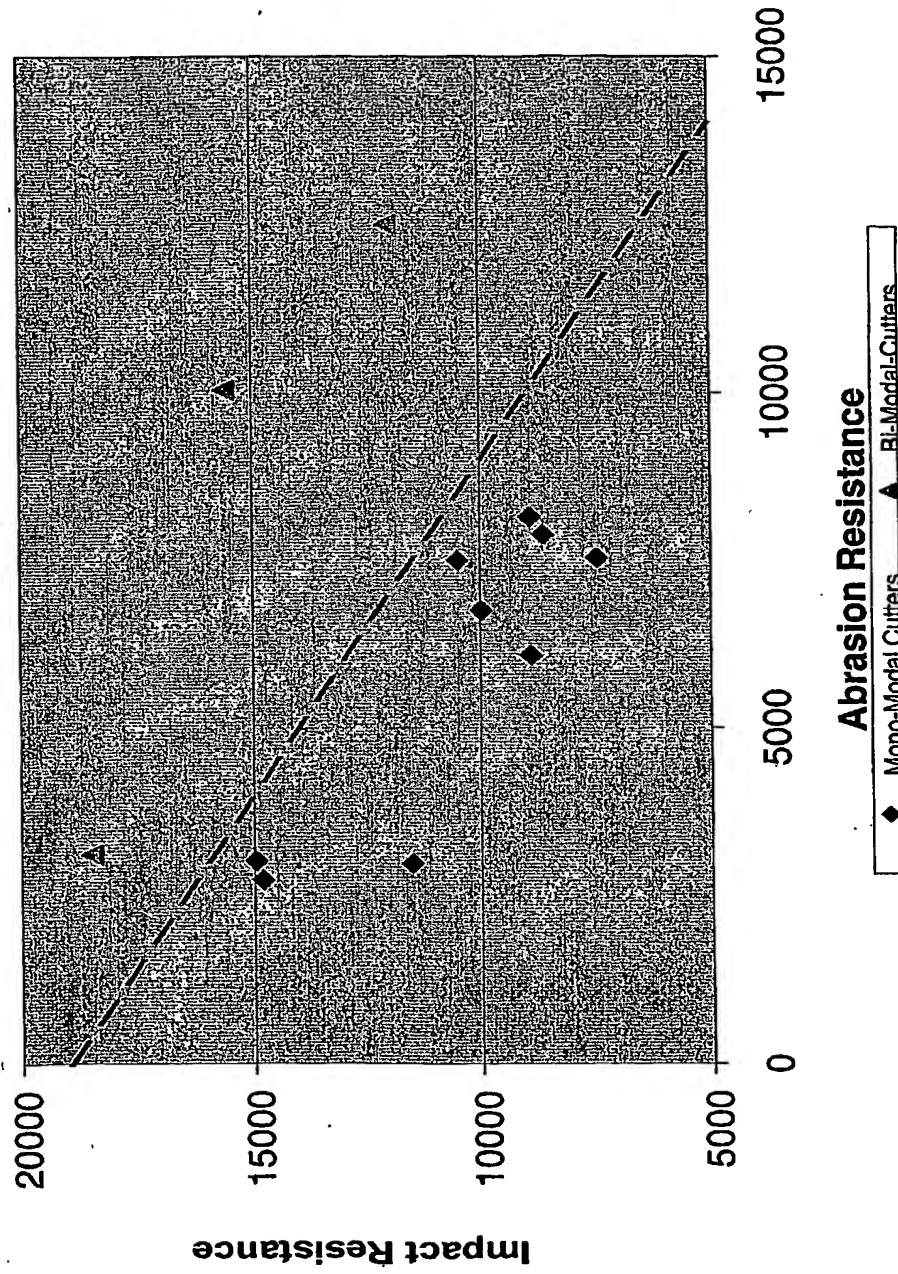 Impact Resistance
20000
15000
10000
5000
0
5000
10000
15000
Abrasion Resistance
Mono-Modal Cutters
Bi-Modal-Cutters